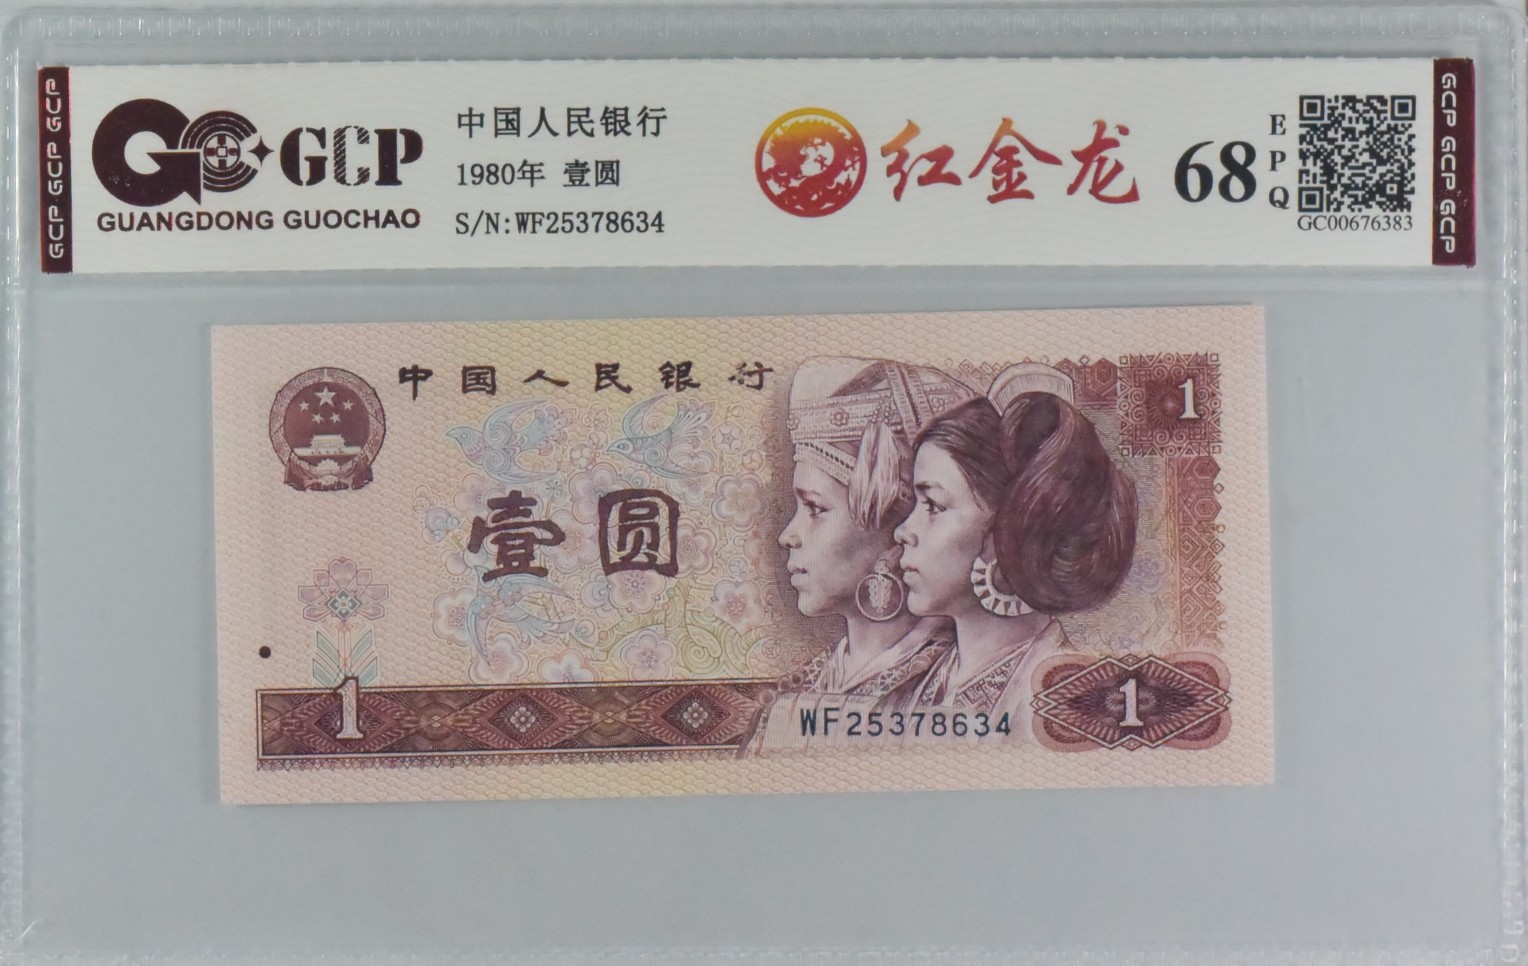 GCP GCP GCP
GCP
GUANGDONG GUOCHAO
中国人民银行
1980年 壹圆
S/N:WF25378634
红金龙
68
EPQ
GC00676383
GCP GCP GCP
中国人民银行
1
壹圆
1
WF25378634
1